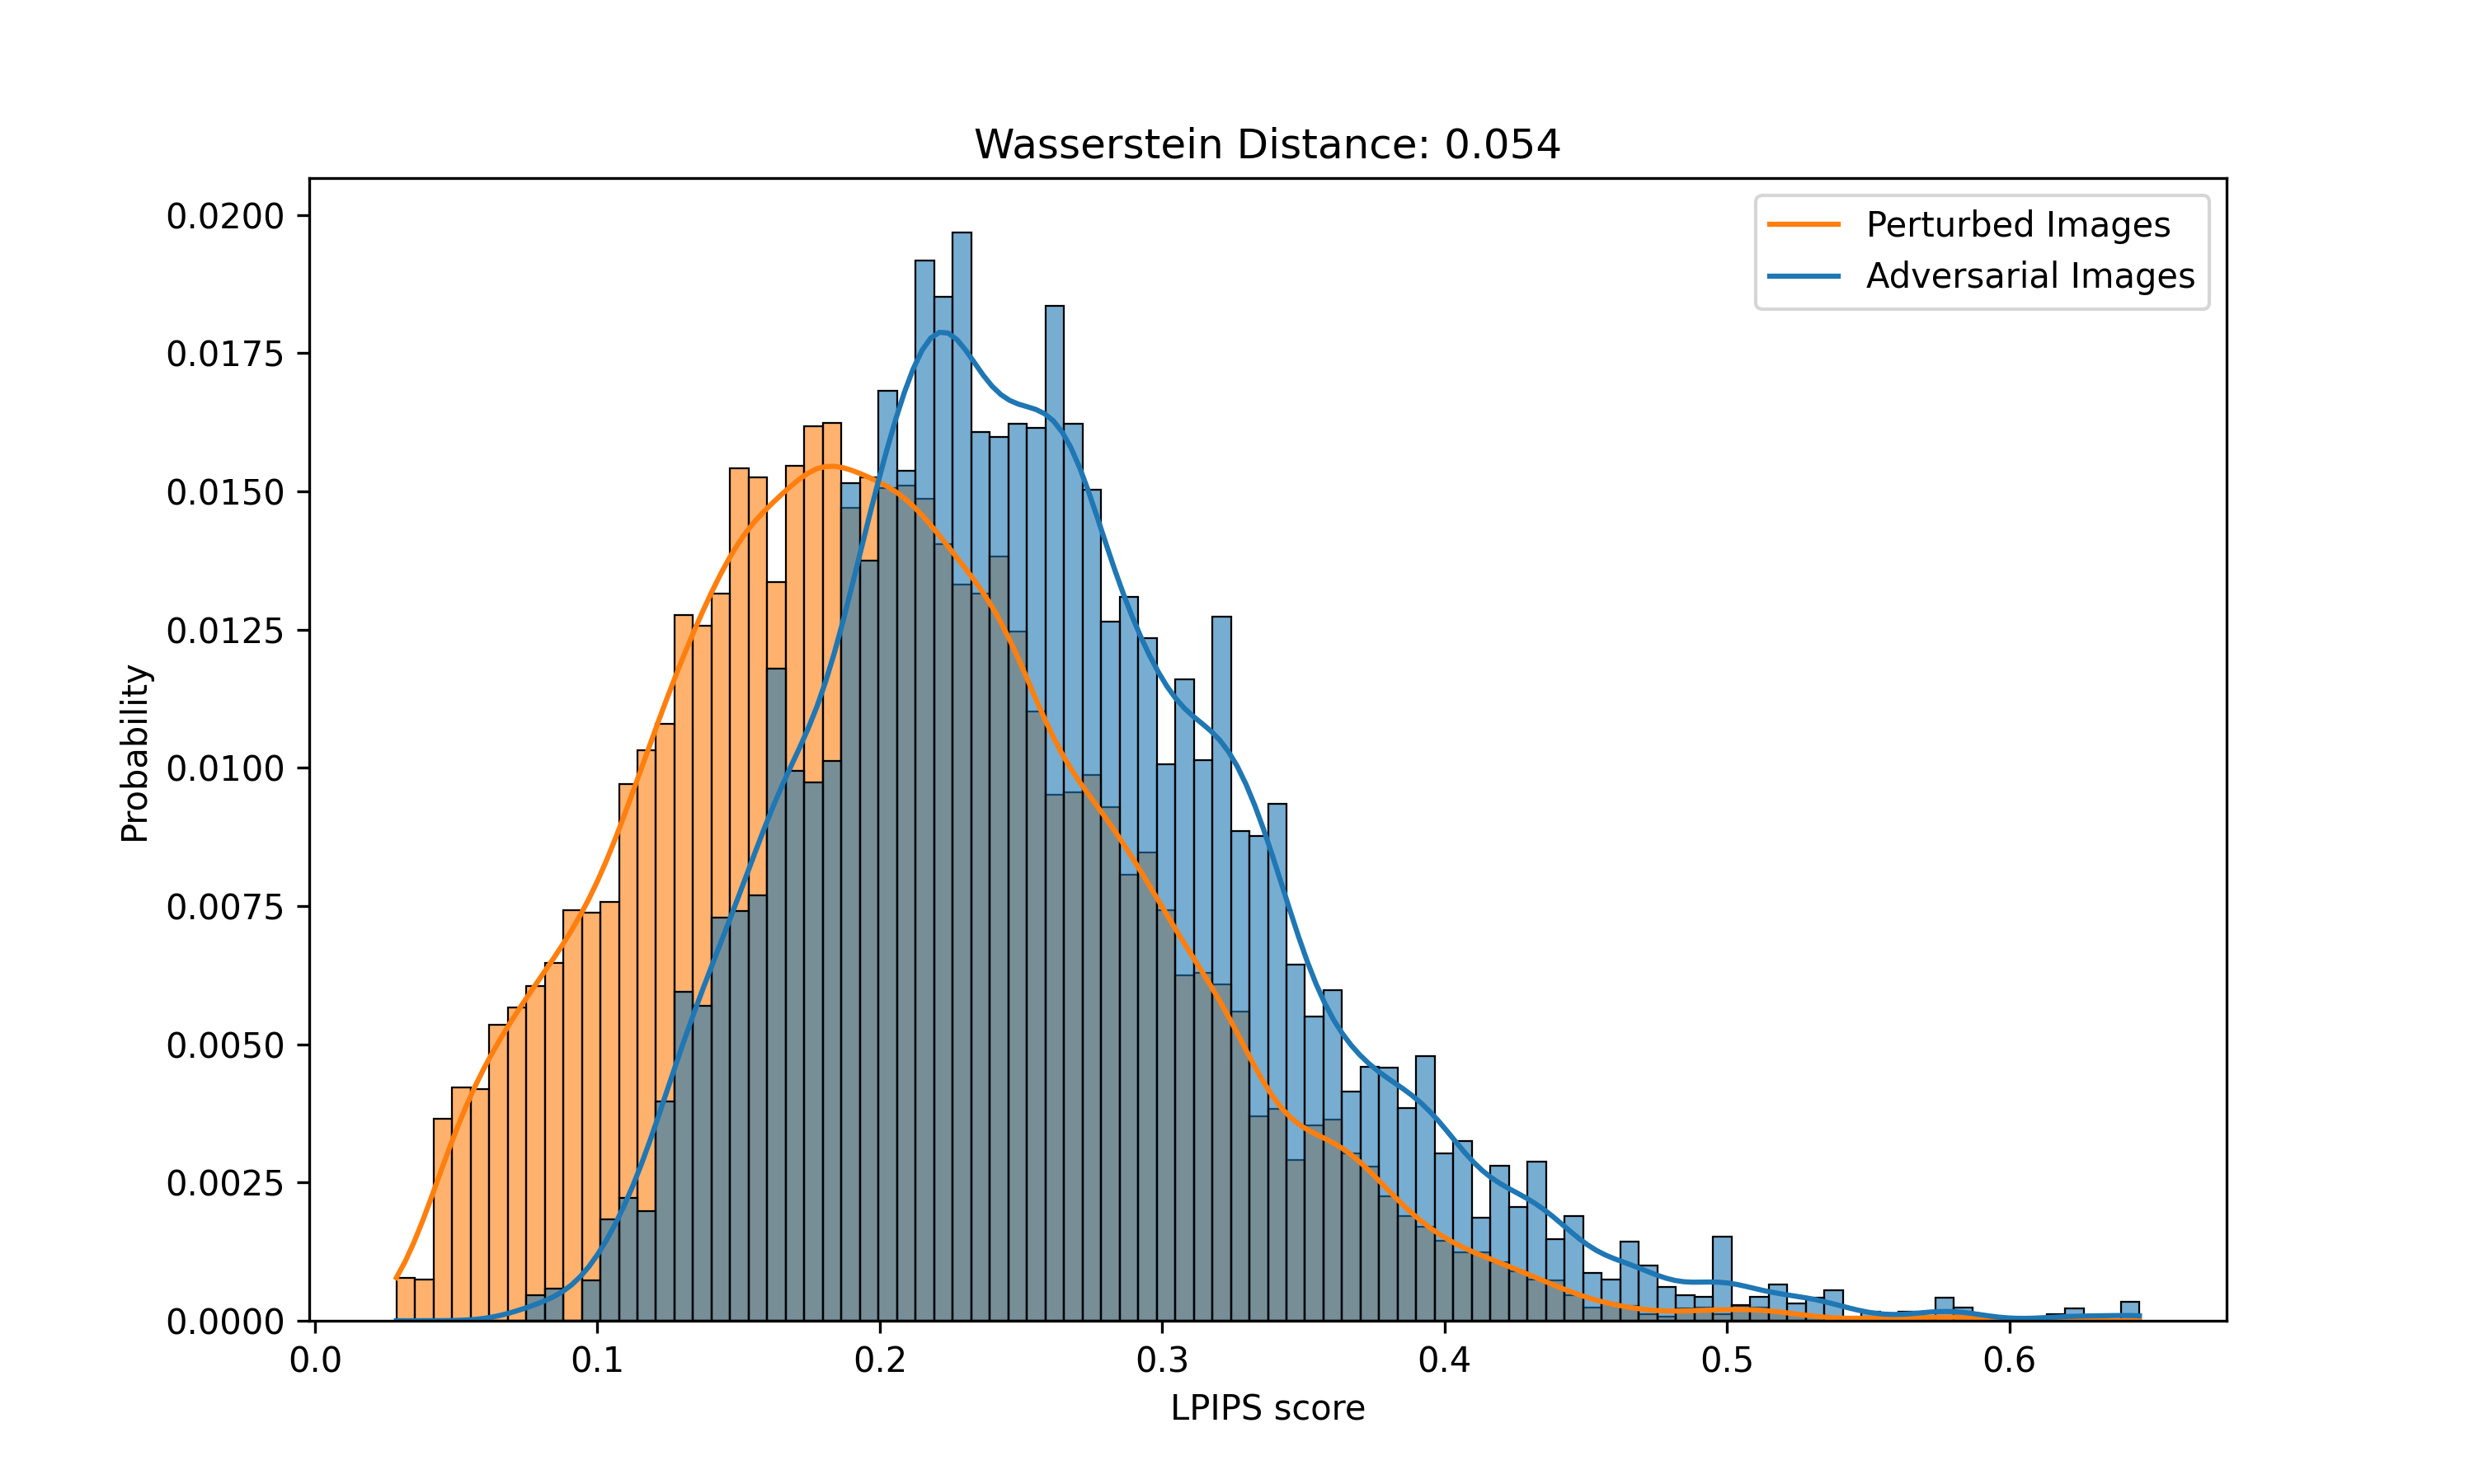 Wasserstein Distance: 0.054
Perturbed Images
Adversarial Images
0.0200
0.0175
0.0150
0.0125
0.0100
0.0075
0.0050
0.0025
0.0000
Probability
0.0 0.1 0.2 0.3 0.4 0.5 0.6
LPIPS score